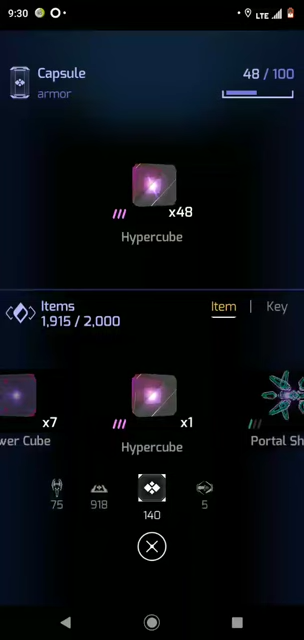 9:30
LTE
Capsule
48 / 100
armor
x48
Hypercube
Items
1,915 / 2,000
Item | Key
x7
x1
wer Cube
Hypercube
Portal Sh
75
918
140
5